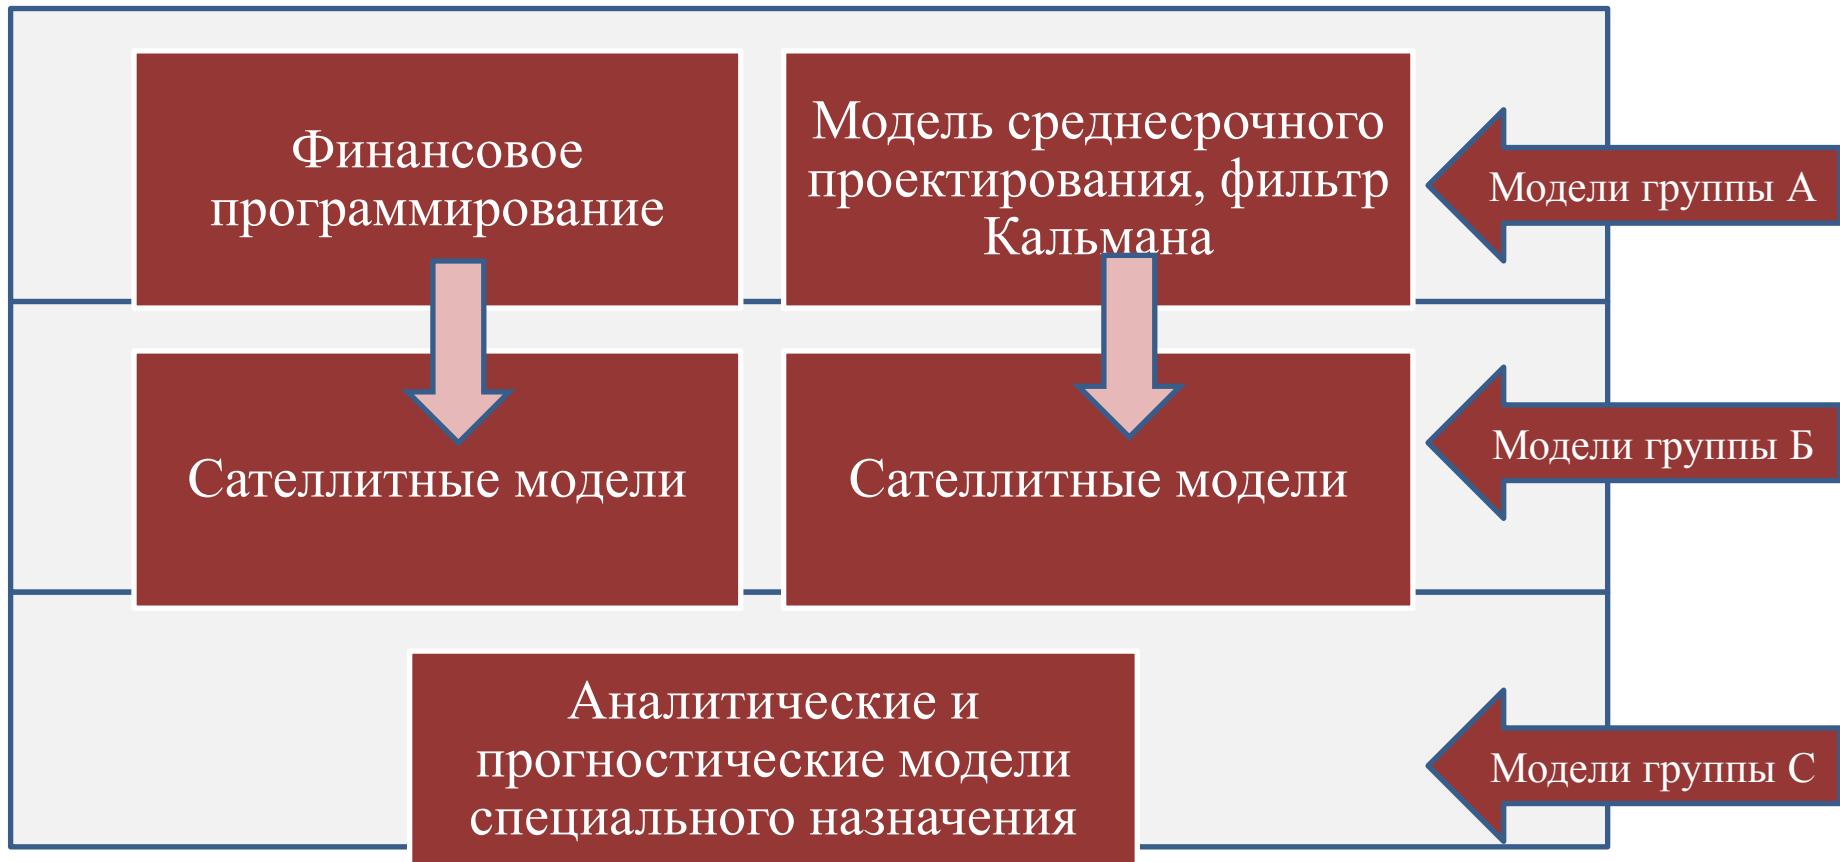 Финансовое
программирование
Модель среднесрочного
проектирования, фильтр
Кальмана
Модели группы А
Сателлитные модели
Сателлитные модели
Модели группы Б
Аналитические и
прогностические модели
специального назначения
Модели группы С